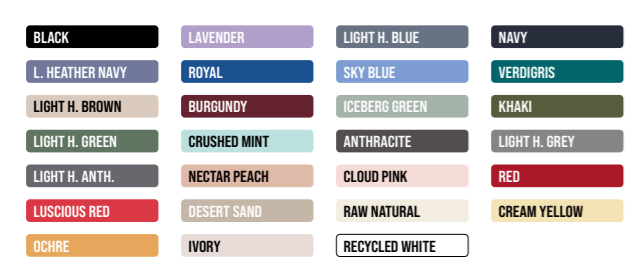 BLACK
LAVENDER
LIGHT H. BLUE
NAVY
L. HEATHER NAVY
ROYAL
SKY BLUE
VERDIGRIS
LIGHT H. BROWN
BURGUNDY
ICEBERG GREEN
KHAKI
LIGHT H. GREEN
CRUSHED MINT
ANTHRACITE
LIGHT H. GREY
LIGHT H. ANTH.
NECTAR PEACH
CLOUD PINK
RED
LUSCIOUS RED
DESERT SAND
RAW NATURAL
CREAM YELLOW
OCHRE
IVORY
RECYCLED WHITE